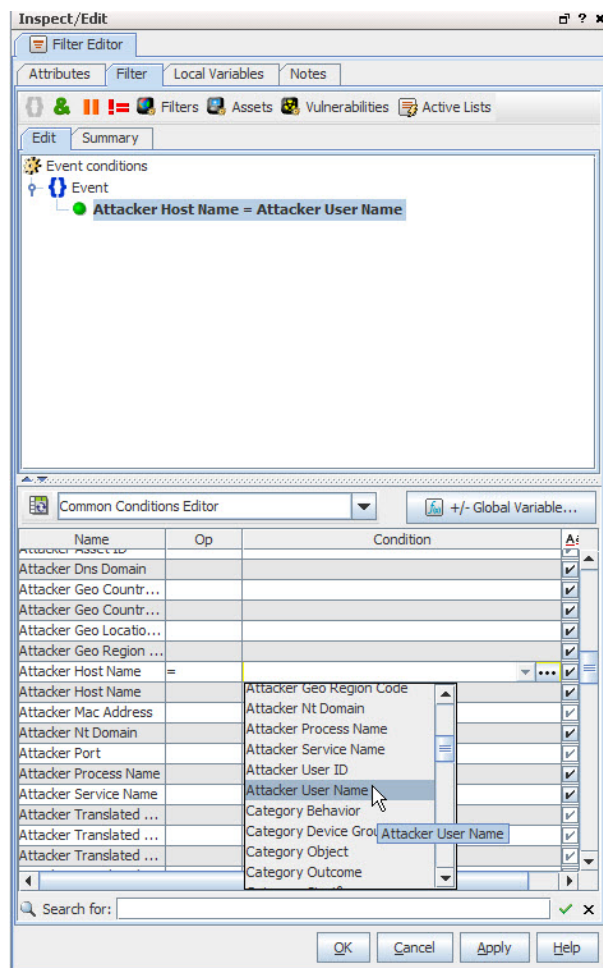 Inspect/Edit
Filter Editor
Attributes Filter Local Variables Notes
& != Filters Assets Vulnerabilities Active Lists
Edit Summary
Event conditions
{} Event
Attacker Host Name = Attacker User Name
Common Conditions Editor +/- Global Variable...
Name Op Condition
Attacker Asset ID
Attacker Dns Domain
Attacker Geo Countr...
Attacker Geo Countr...
Attacker Geo Locatio...
Attacker Geo Region ...
Attacker Host Name =
Attacker Host Name
Attacker Mac Address
Attacker Nt Domain
Attacker Port
Attacker Process Name
Attacker Service Name
Attacker Translated ...
Attacker Translated ...
Attacker Translated ...
Attacker Geo Region Code
Attacker Nt Domain
Attacker Process Name
Attacker Service Name
Attacker User ID
Attacker User Name
Category Behavior
Category Device Grou
Attacker User Name
Category Object
Category Outcome
Search for:
OK Cancel Apply Help